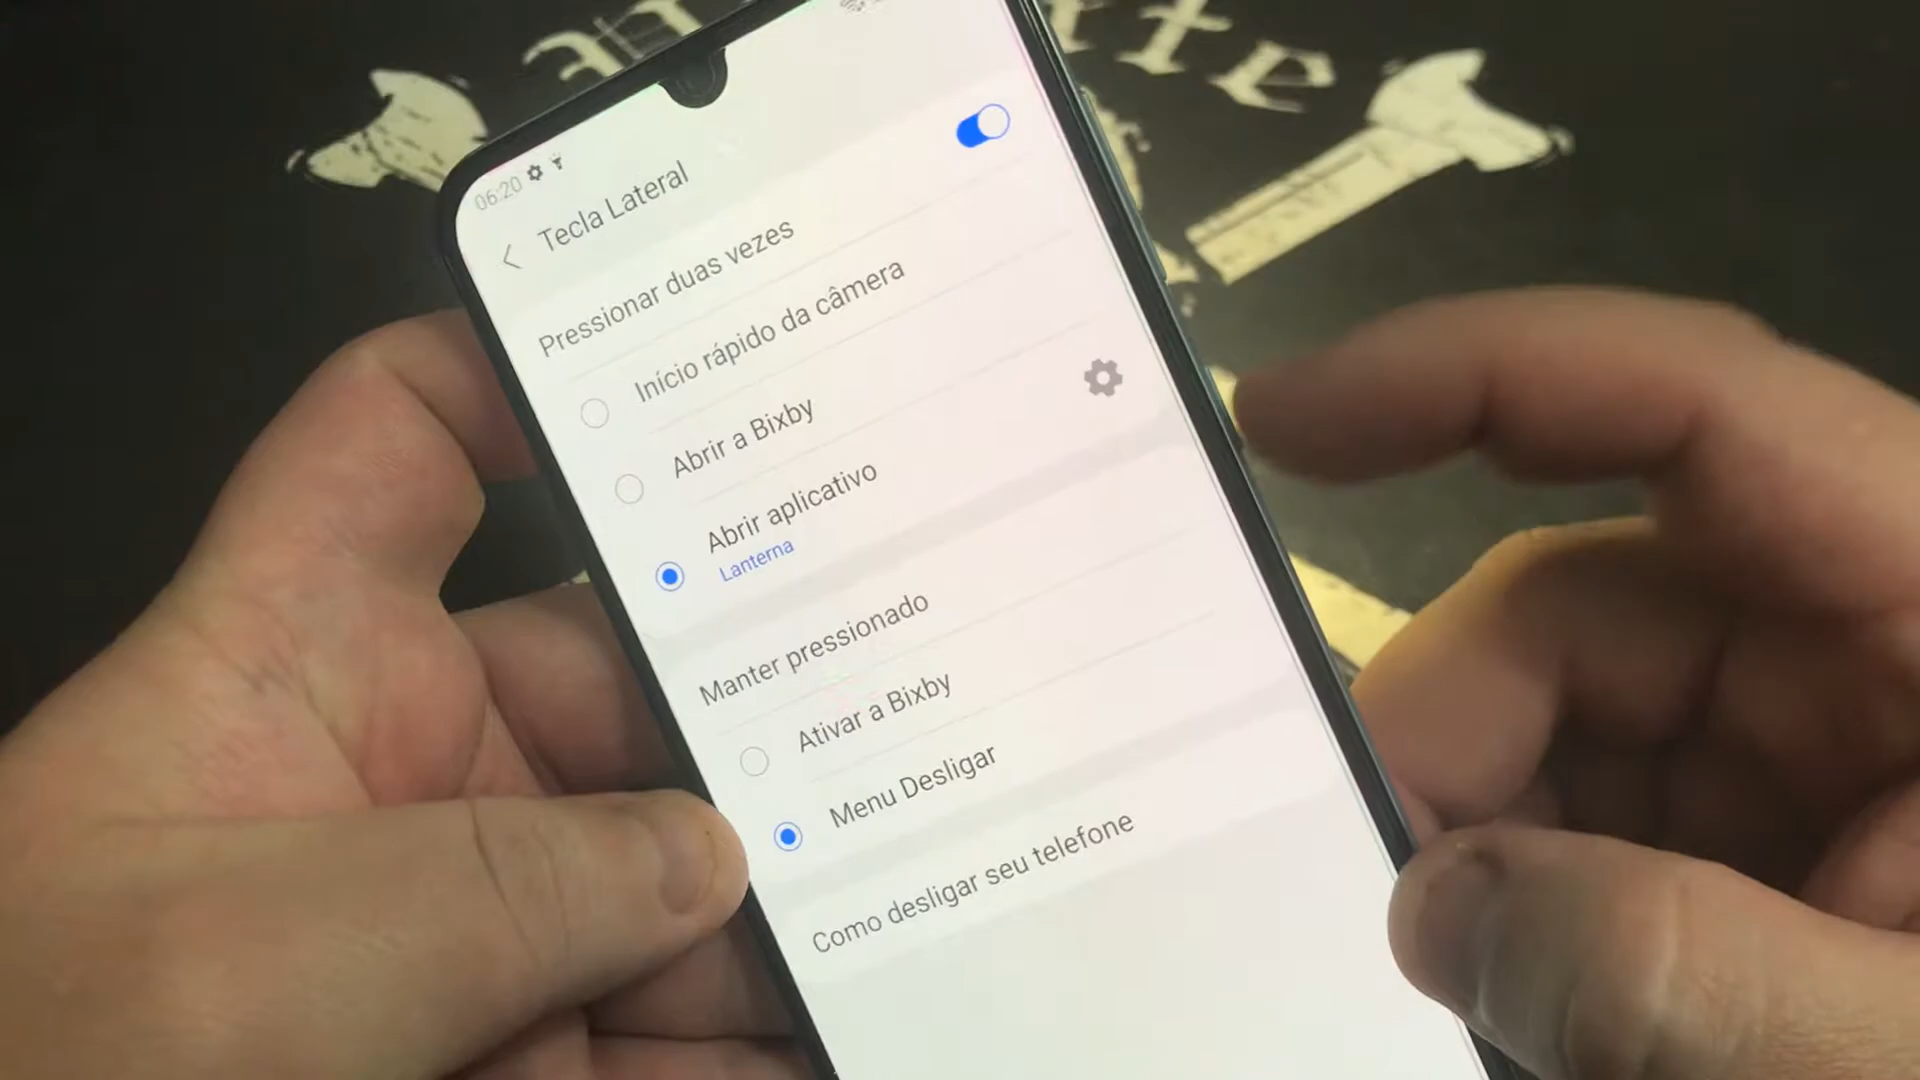 06:20
Tecla Lateral
Pressionar duas vezes
Início rápido da câmera
Abrir a Bixby
Abrir aplicativo
Lanterna
Manter pressionado
Ativar a Bixby
Menu Desligar
Como desligar seu telefone